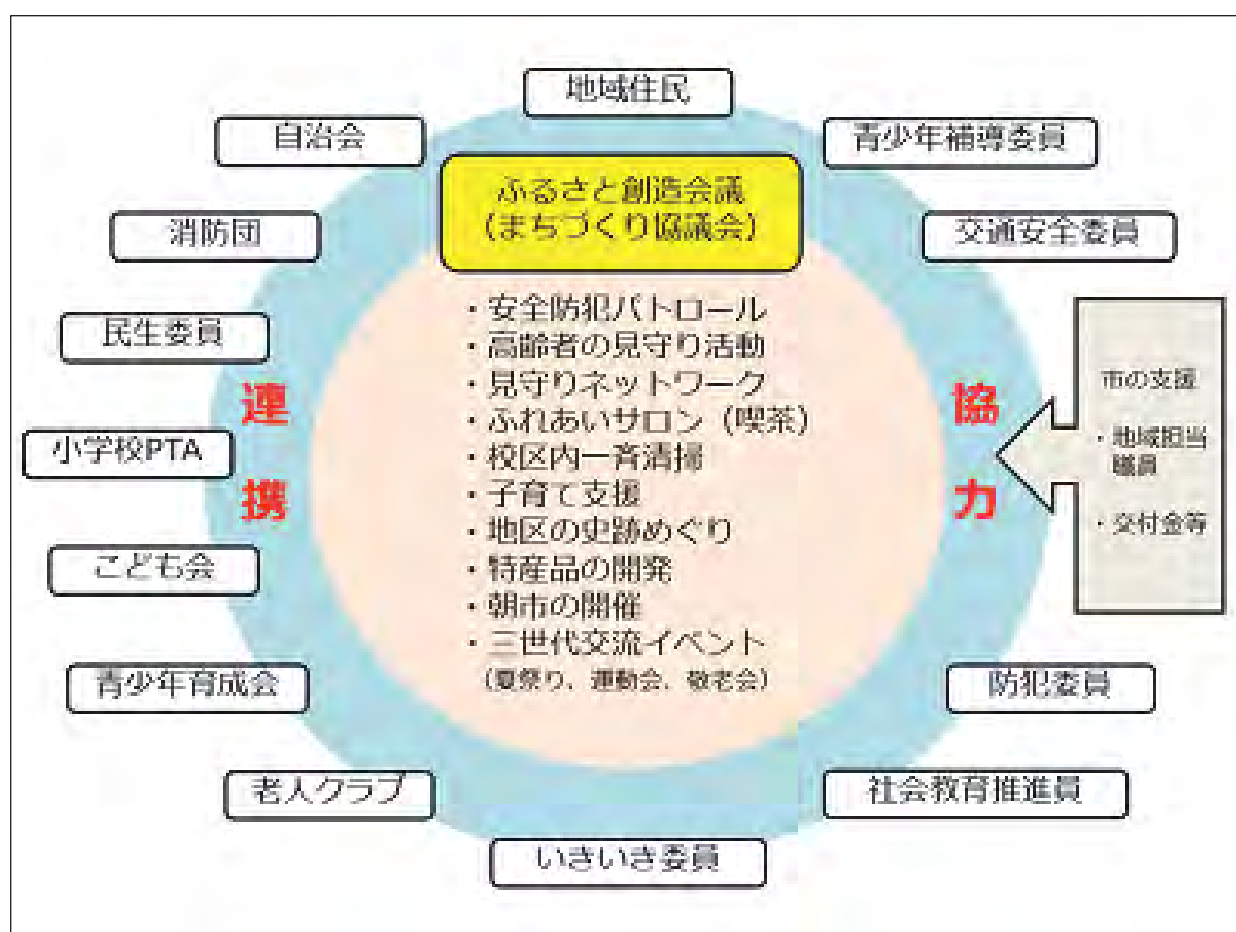 地域住民
自治会
青少年補導委員
ふるさと創造会議
(まちづくり協議会)
消防団
交通安全委員
民生委員
小学校PTA
こども会
青少年育成会
老人クラブ
いきいき委員
社会教育推進員
防犯委員
連
携
協
力
・安全防犯パトロール
・高齢者の見守り活動
・見守りネットワーク
・ふれあいサロン(喫茶)
・校区内一斉清掃
・子育て支援
・地区の史跡めぐり
・特産品の開発
・朝市の開催
・三世代交流イベント
(夏祭り、運動会、敬老会)
市の支援
・地域担当
職員
・交付金等